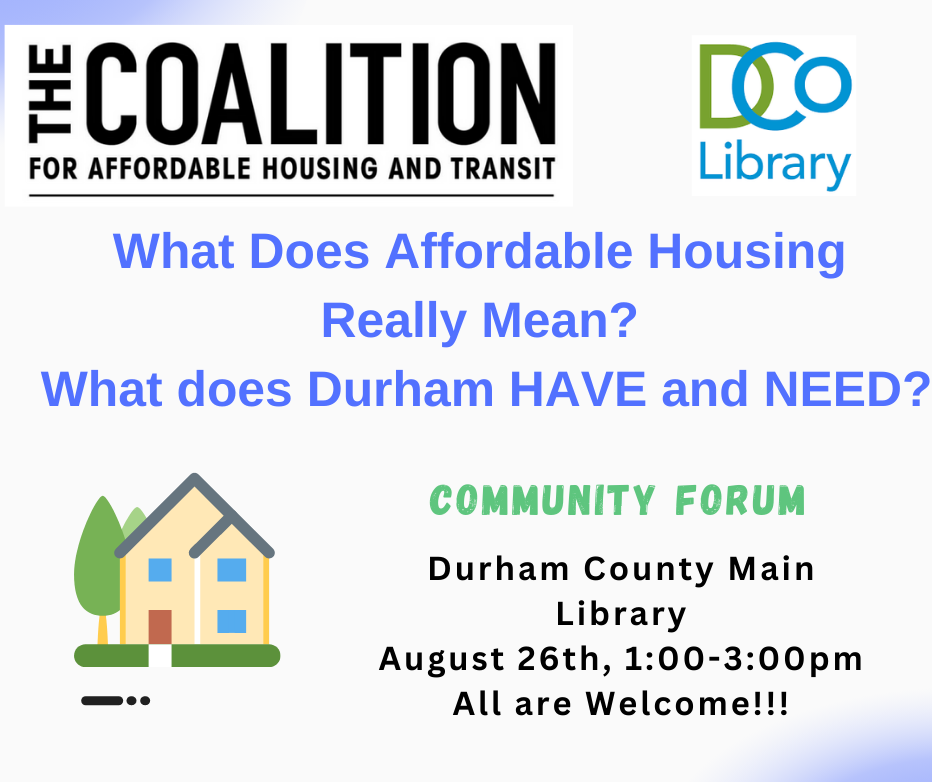 THE COALITION
FOR AFFORDABLE HOUSING AND TRANSIT
DCo
Library
What Does Affordable Housing
Really Mean?
What does Durham HAVE and NEED?
COMMUNITY FORUM
Durham County Main
Library
August 26th, 1:00-3:00pm
All are Welcome!!!